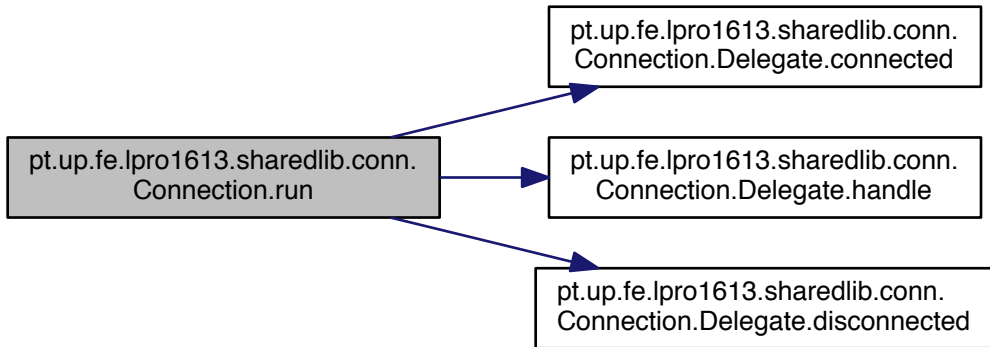 pt.up.fe.lpro1613.sharedlib.conn.
Connection.run
pt.up.fe.lpro1613.sharedlib.conn.
Connection.Delegate.connected
pt.up.fe.lpro1613.sharedlib.conn.
Connection.Delegate.handle
pt.up.fe.lpro1613.sharedlib.conn.
Connection.Delegate.disconnected